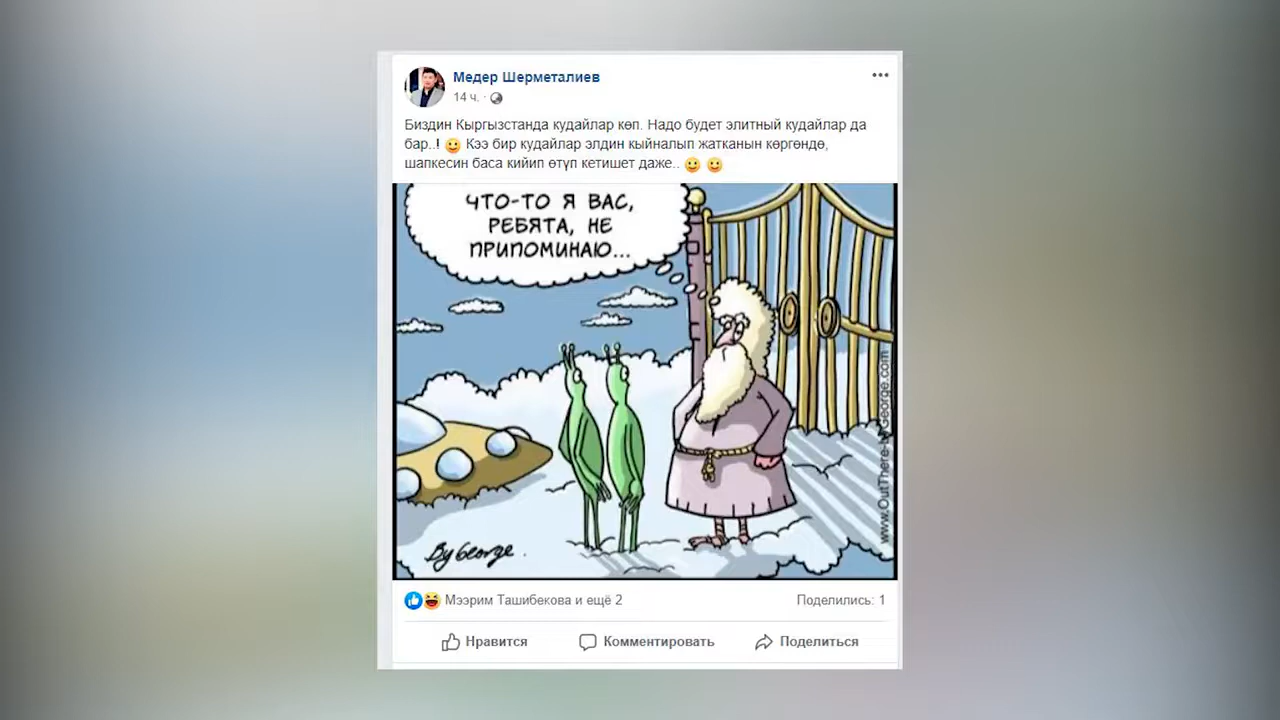 Медер Шерметалиев
14 ч. ·
Биздин Кыргызстанда кудайлар көп. Надо будет элитный кудайлар да
бар..! Кээ бир кудайлар элдин кыйналып жатканын көргөндө,
шапкесин баса кийип өтүп кетишет даже..
ЧТО-ТО Я ВАС,
РЕБЯТА, НЕ
ПРИПОМИНАЮ...
www.OutThere-byGeorge.com
By George.
Мээрим Ташибекова и ещё 2
Поделились: 1
Нравится
Комментировать
Поделиться